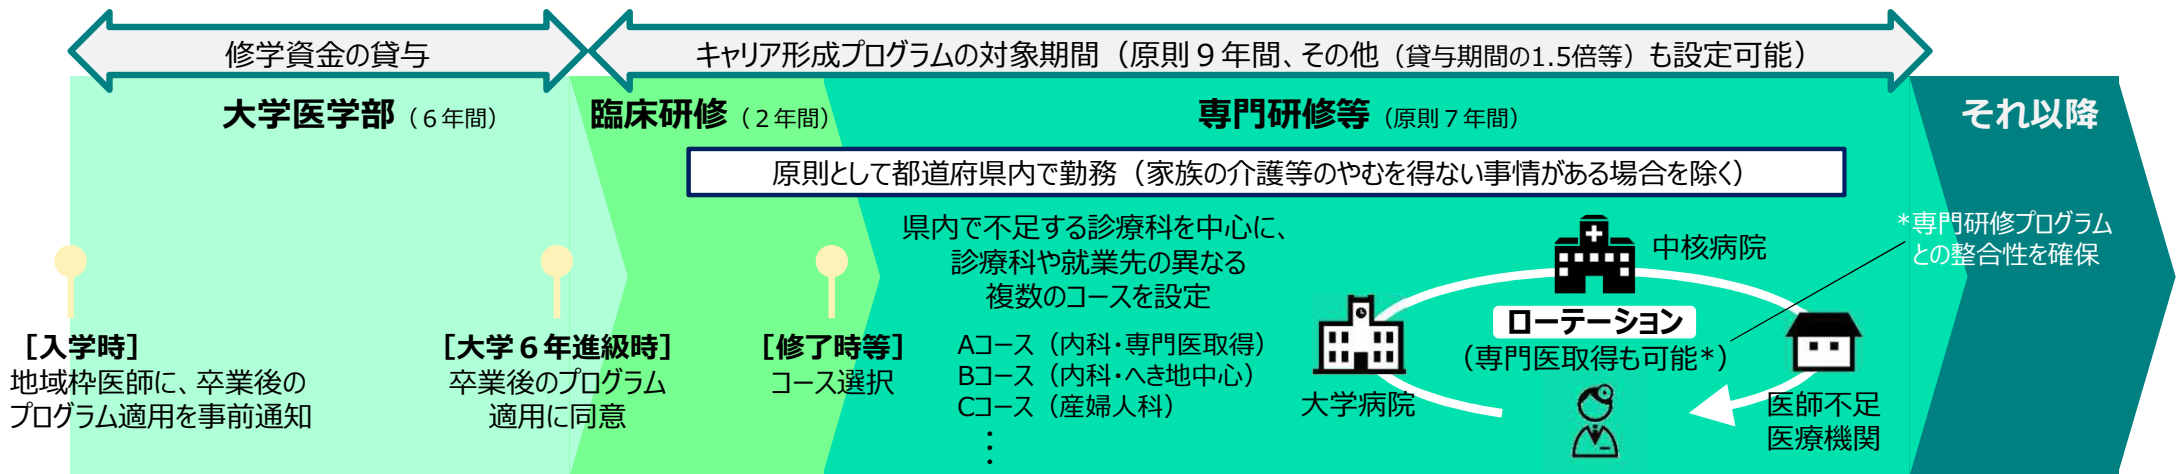 修学資金の貸与
キャリア形成プログラムの対象期間（原則９年間、その他（貸与期間の1.5倍等）も設定可能）
大学医学部（６年間）
臨床研修（２年間）
専門研修等（原則７年間）
それ以降
原則として都道府県内で勤務（家族の介護等のやむを得ない事情がある場合を除く）
［入学時］
地域枠医師に、卒業後の
プログラム適用を事前通知
［大学６年進級時］
卒業後のプログラム
適用に同意
［修了時等］
コース選択
県内で不足する診療科を中心に、
診療科や就業先の異なる
複数のコースを設定
Aコース（内科・専門医取得）
Bコース（内科・へき地中心）
Cコース（産婦人科）
：
中核病院
ローテーション
（専門医取得も可能*）
大学病院
医師不足
医療機関
*専門研修プログラム
との整合性を確保